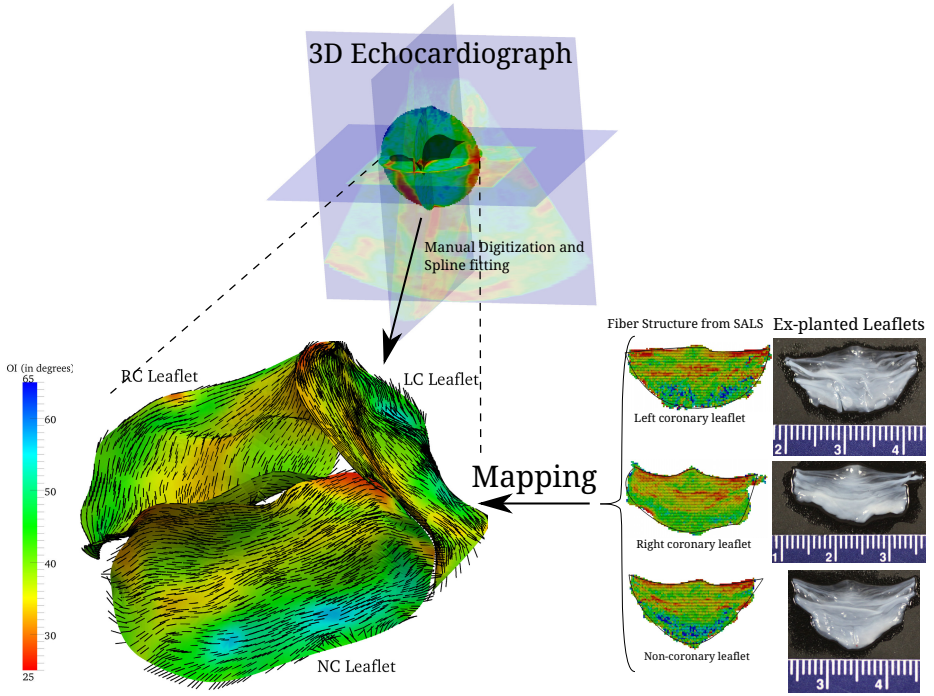 3D Echocardiograph
Manual Digitization and
Spline fitting
Fiber Structure from SALS
Ex-planted Leaflets
OI (in degrees)
65
60
50
40
30
25
RC Leaflet
LC Leaflet
NC Leaflet
Mapping
Left coronary leaflet
2 3 4
Right coronary leaflet
1 2 3
Non-coronary leaflet
3 4